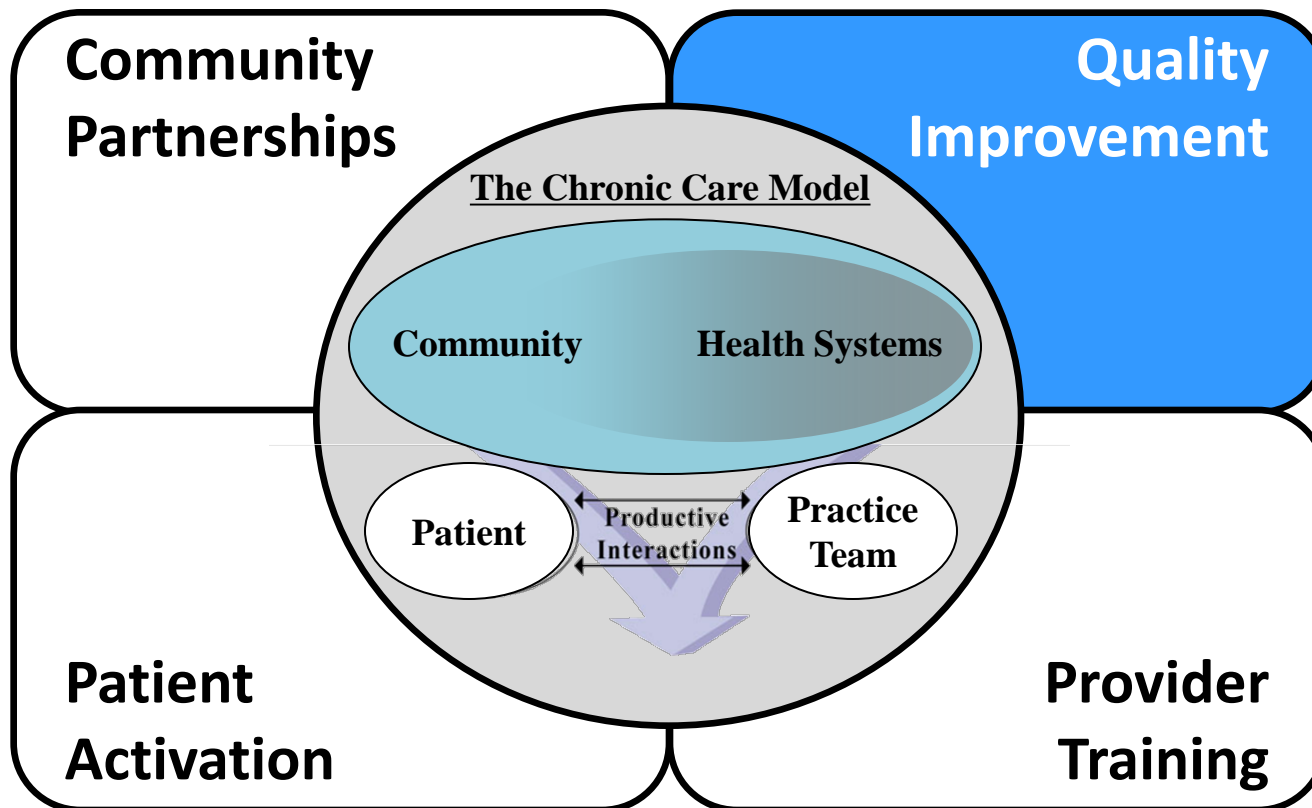 Community
Partnerships
Quality
Improvement
The Chronic Care Model
Community
Health Systems
Patient
Productive
Interactions
Practice
Team
Patient
Activation
Provider
Training